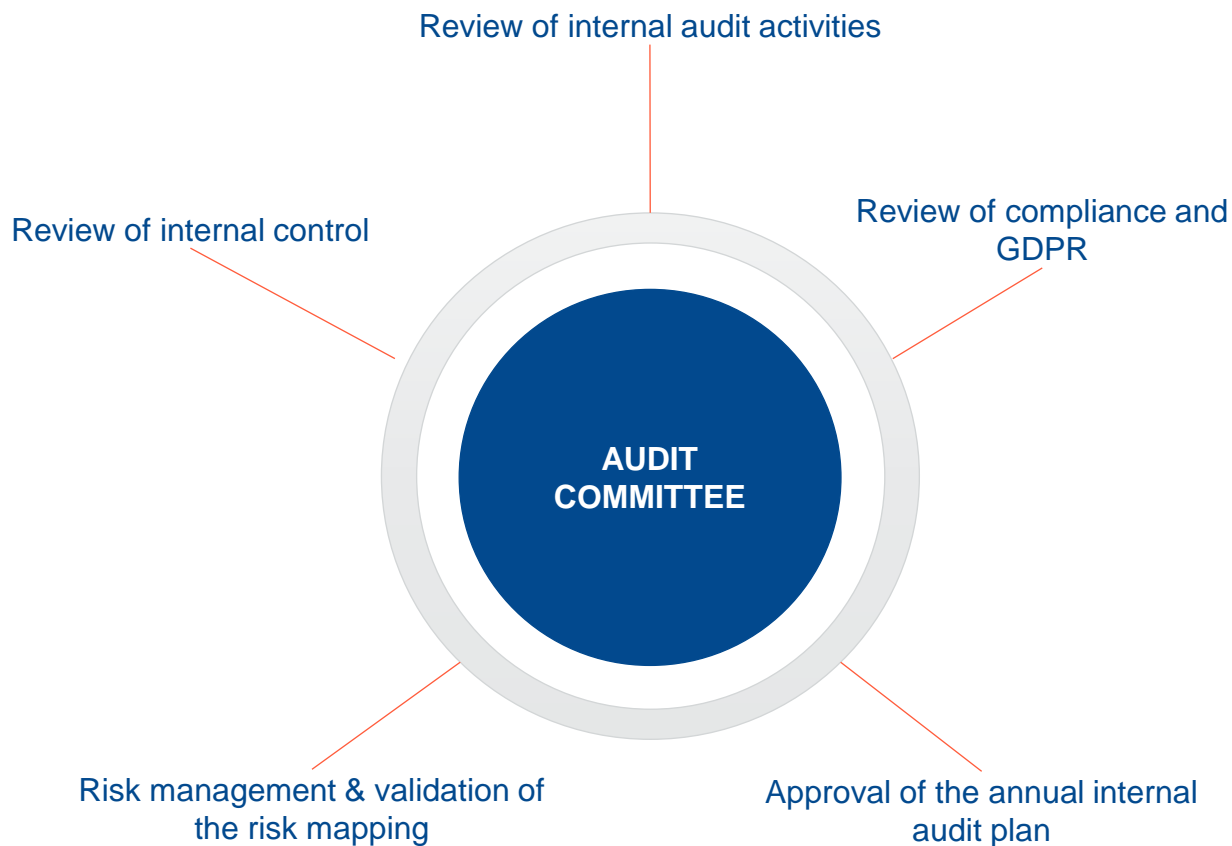 Review of internal audit activities
Review of internal control
Review of compliance and
GDPR
AUDIT
COMMITTEE
Risk management & validation of
the risk mapping
Approval of the annual internal
audit plan